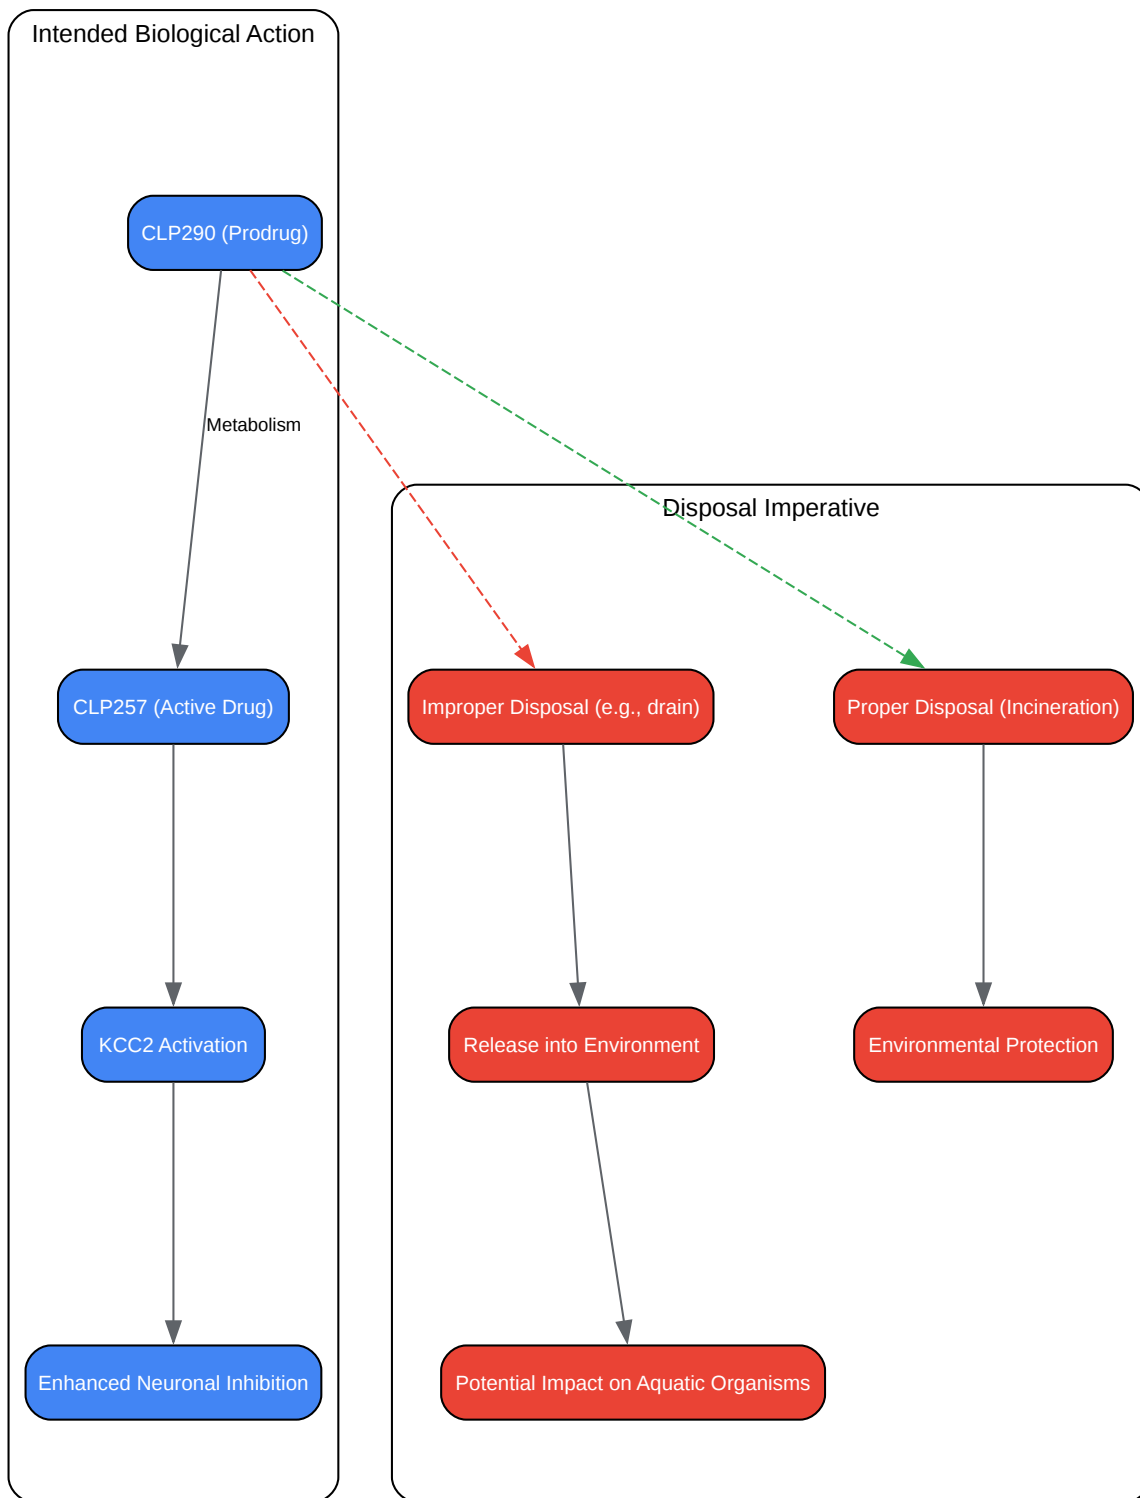 Intended Biological Action
CLP290 (Prodrug)
Metabolism
CLP257 (Active Drug)
KCC2 Activation
Enhanced Neuronal Inhibition
Disposal Imperative
Improper Disposal (e.g., drain)
Release into Environment
Potential Impact on Aquatic Organisms
Proper Disposal (Incineration)
Environmental Protection